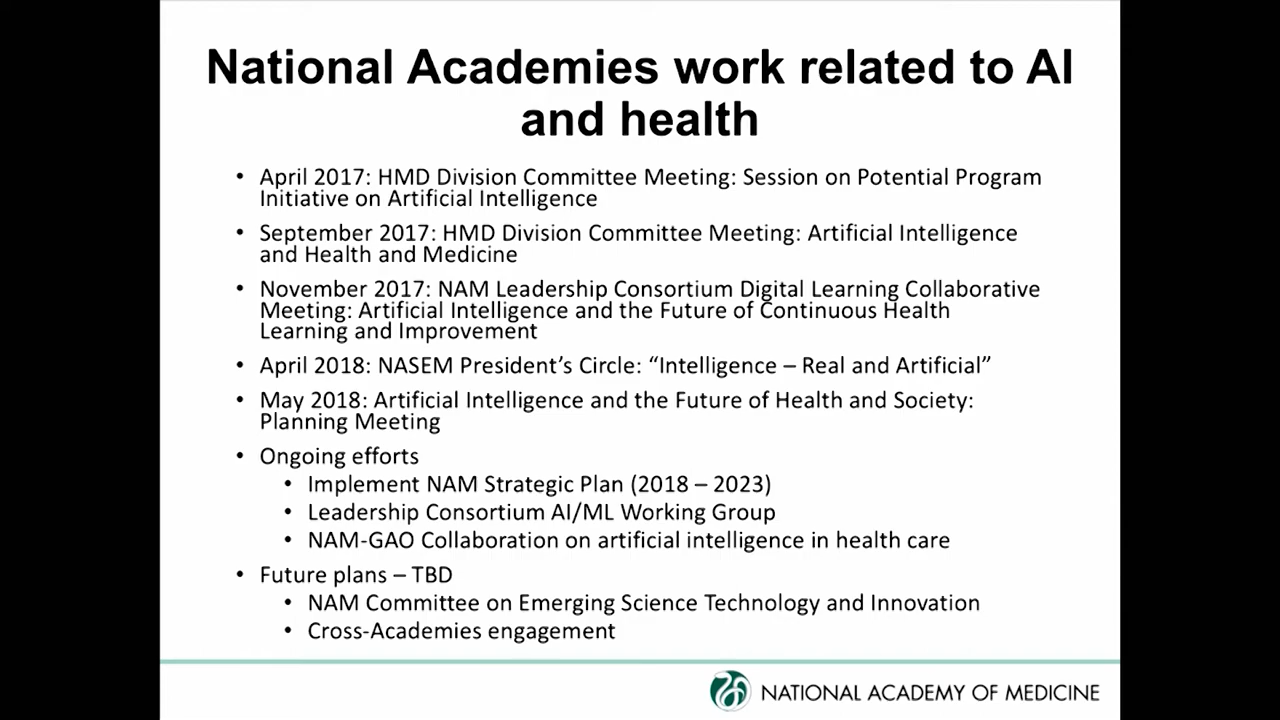 National Academies work related to AI
and health
• April 2017: HMD Division Committee Meeting: Session on Potential Program
Initiative on Artificial Intelligence
• September 2017: HMD Division Committee Meeting: Artificial Intelligence
and Health and Medicine
• November 2017: NAM Leadership Consortium Digital Learning Collaborative
Meeting: Artificial Intelligence and the Future of Continuous Health
Learning and Improvement
• April 2018: NASEM President’s Circle: “Intelligence – Real and Artificial”
• May 2018: Artificial Intelligence and the Future of Health and Society:
Planning Meeting
• Ongoing efforts
• Implement NAM Strategic Plan (2018 – 2023)
• Leadership Consortium AI/ML Working Group
• NAM-GAO Collaboration on artificial intelligence in health care
• Future plans – TBD
• NAM Committee on Emerging Science Technology and Innovation
• Cross-Academies engagement
NATIONAL ACADEMY OF MEDICINE